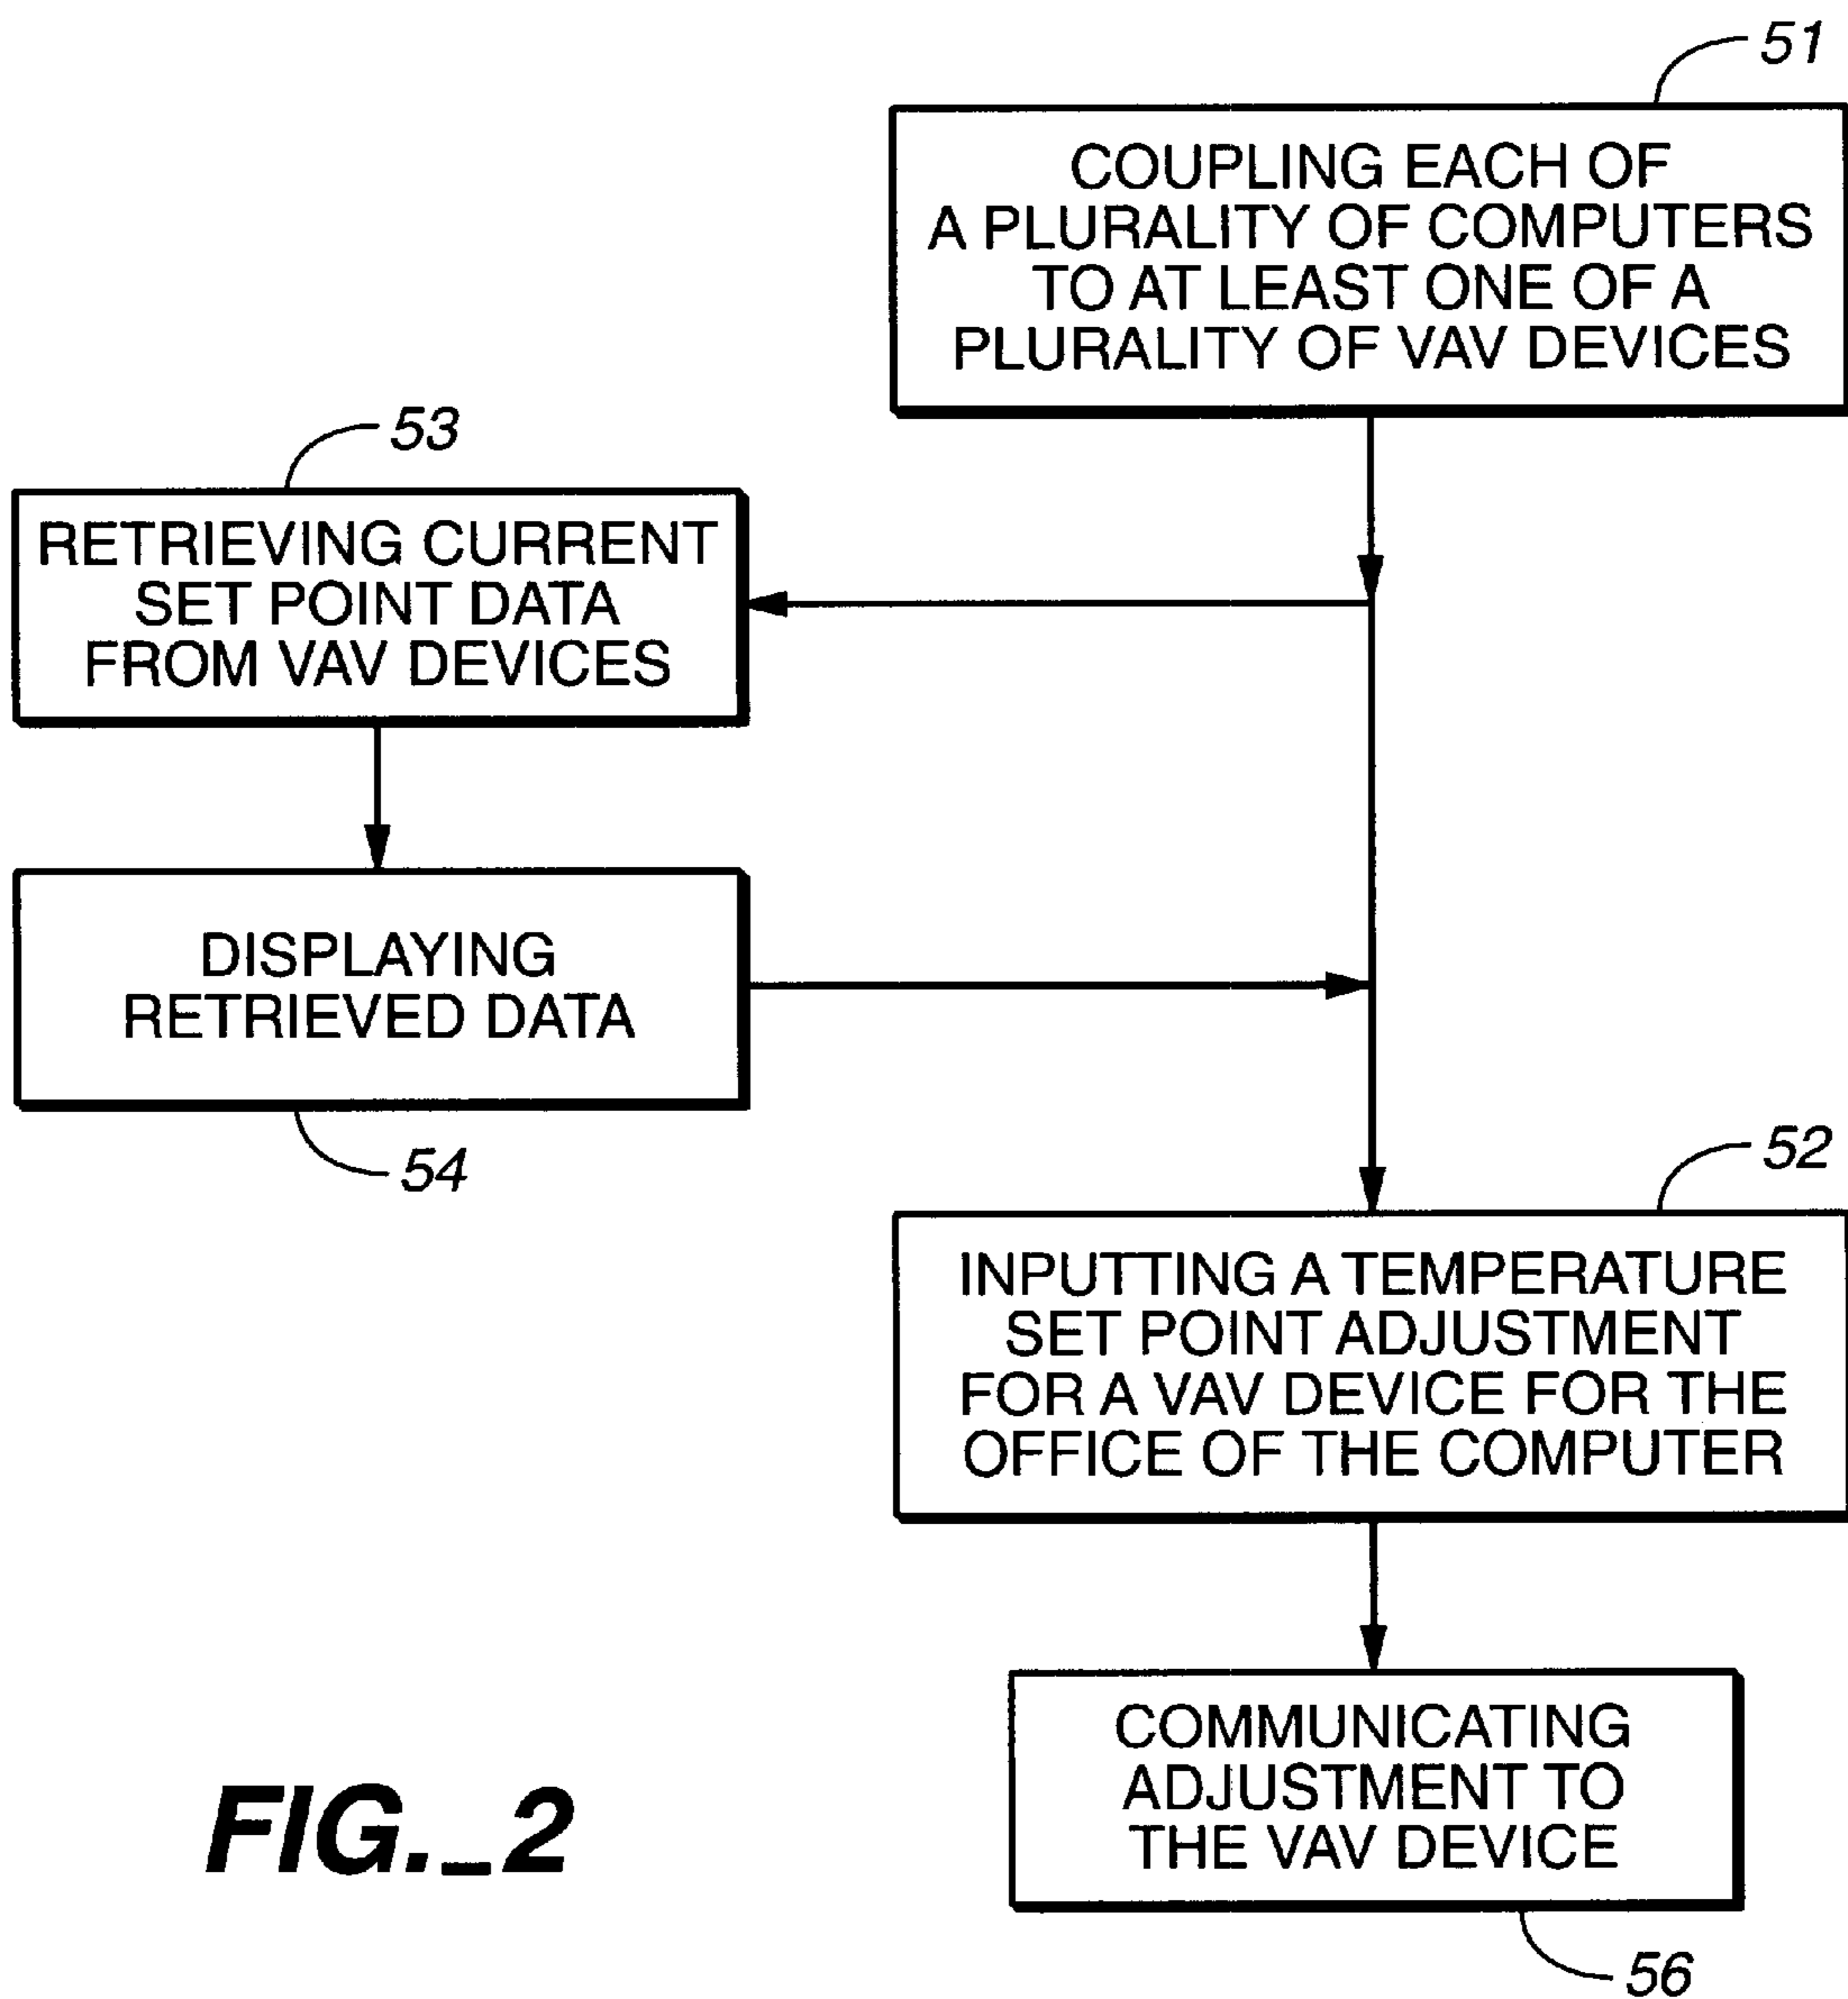 51
COUPLING EACH OF
A PLURALITY OF COMPUTERS
TO AT LEAST ONE OF A
PLURALITY OF VAV DEVICES
53
RETRIEVING CURRENT
SET POINT DATA
FROM VAV DEVICES
DISPLAYING
RETRIEVED DATA
54
52
INPUTTING A TEMPERATURE
SET POINT ADJUSTMENT
FOR A VAV DEVICE FOR THE
OFFICE OF THE COMPUTER
COMMUNICATING
ADJUSTMENT TO
THE VAV DEVICE
56
FIG._2